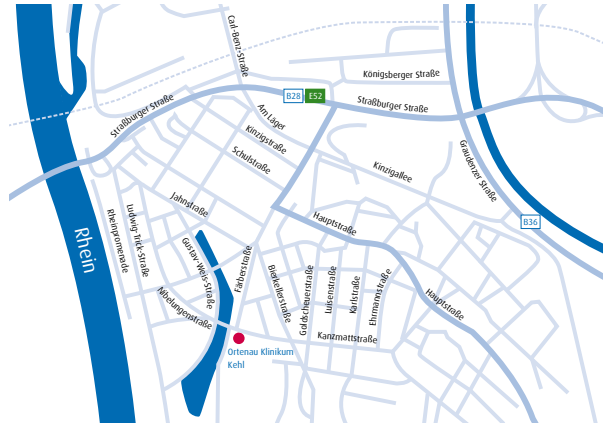 Carl-Benz-Straße
Königsberger Straße
B28
E52
Straßburger Straße
Straßburger Straße
Am Läger
Kinzigstraße
Schulstraße
Kinzigallee
Graudenzer Straße
B36
Jahnstraße
Ludwig-Trick-Straße
Rheinpromenade
Hauptstraße
Rhein
Gustav-Weis-Straße
Färberstraße
Bierkellerstraße
Goldscheuerstraße
Luisenstraße
Karlstraße
Ehrmannstraße
Hauptstraße
Nibelungenstraße
Kanzmattstraße
Ortenau Klinikum
Kehl